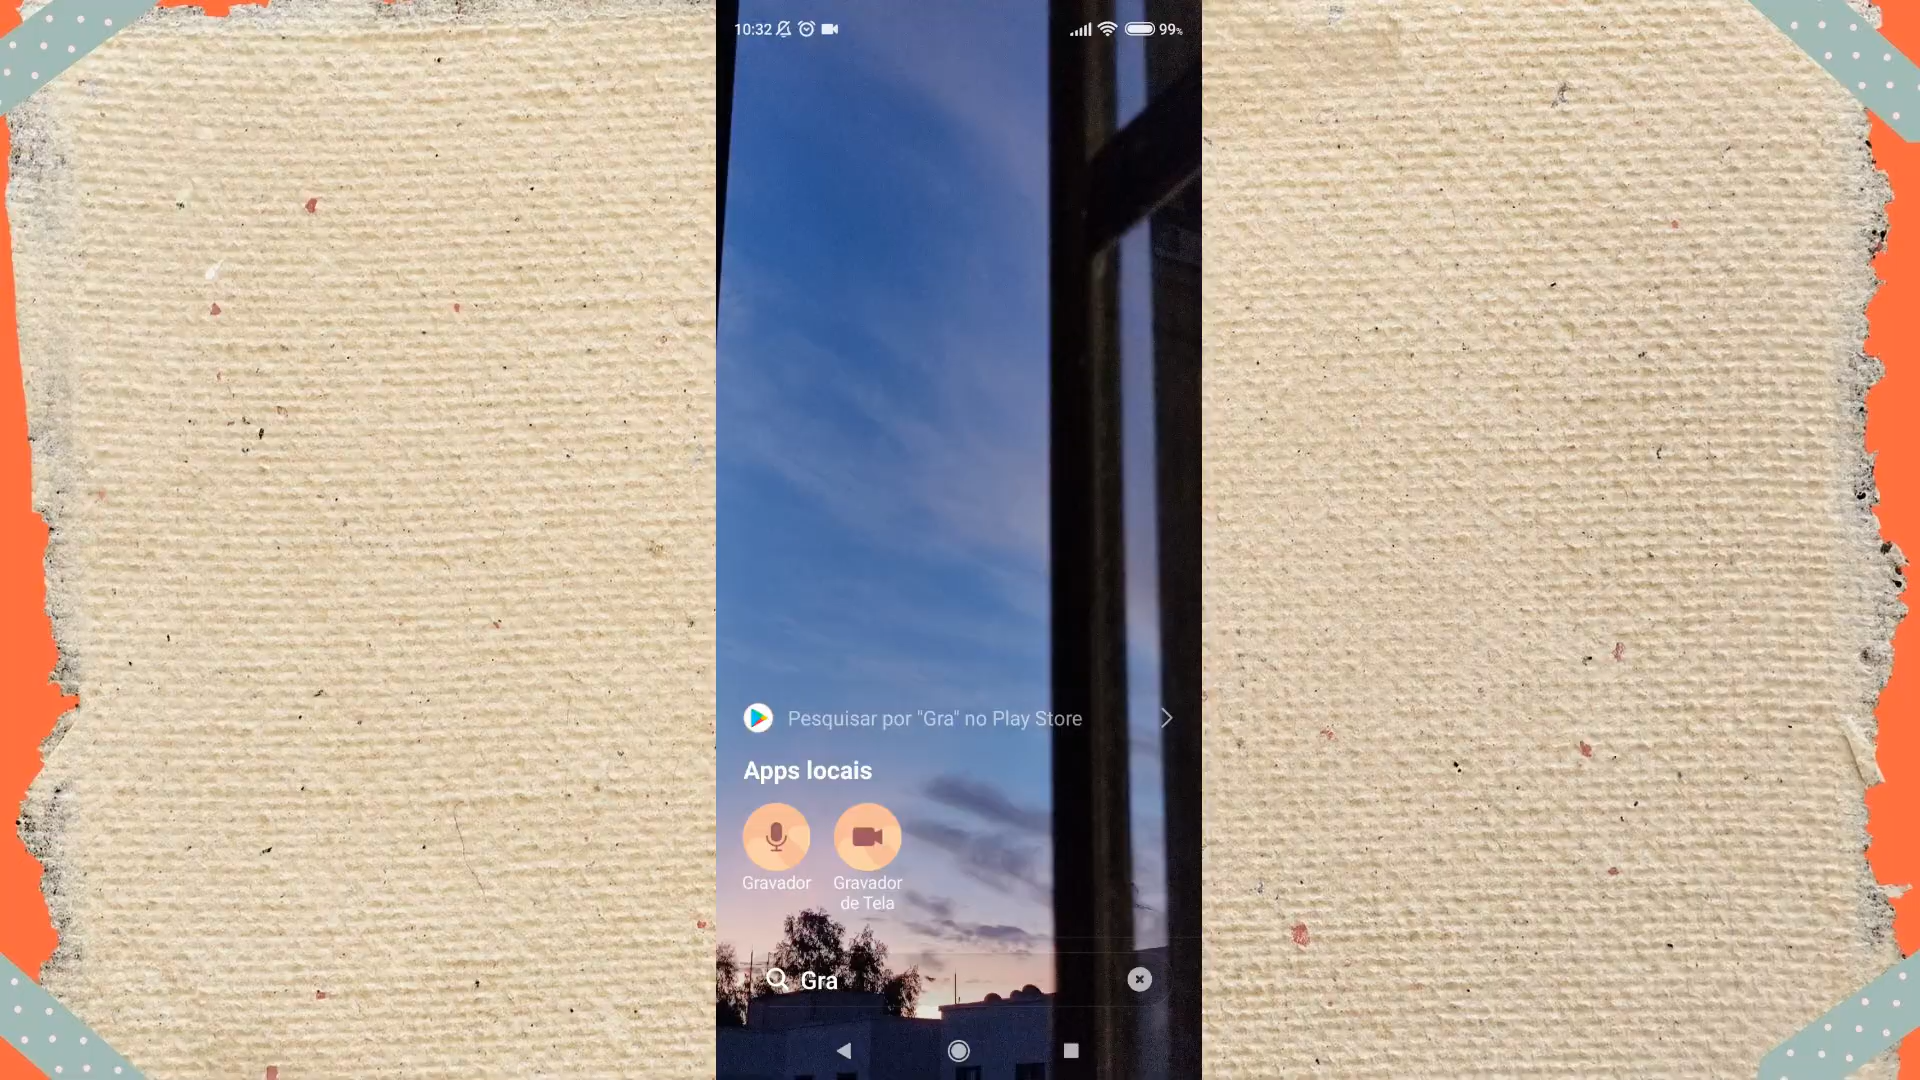 10:32 99%
Pesquisar por "Gra" no Play Store
Apps locais
Gravador Gravador
de Tela
Gra